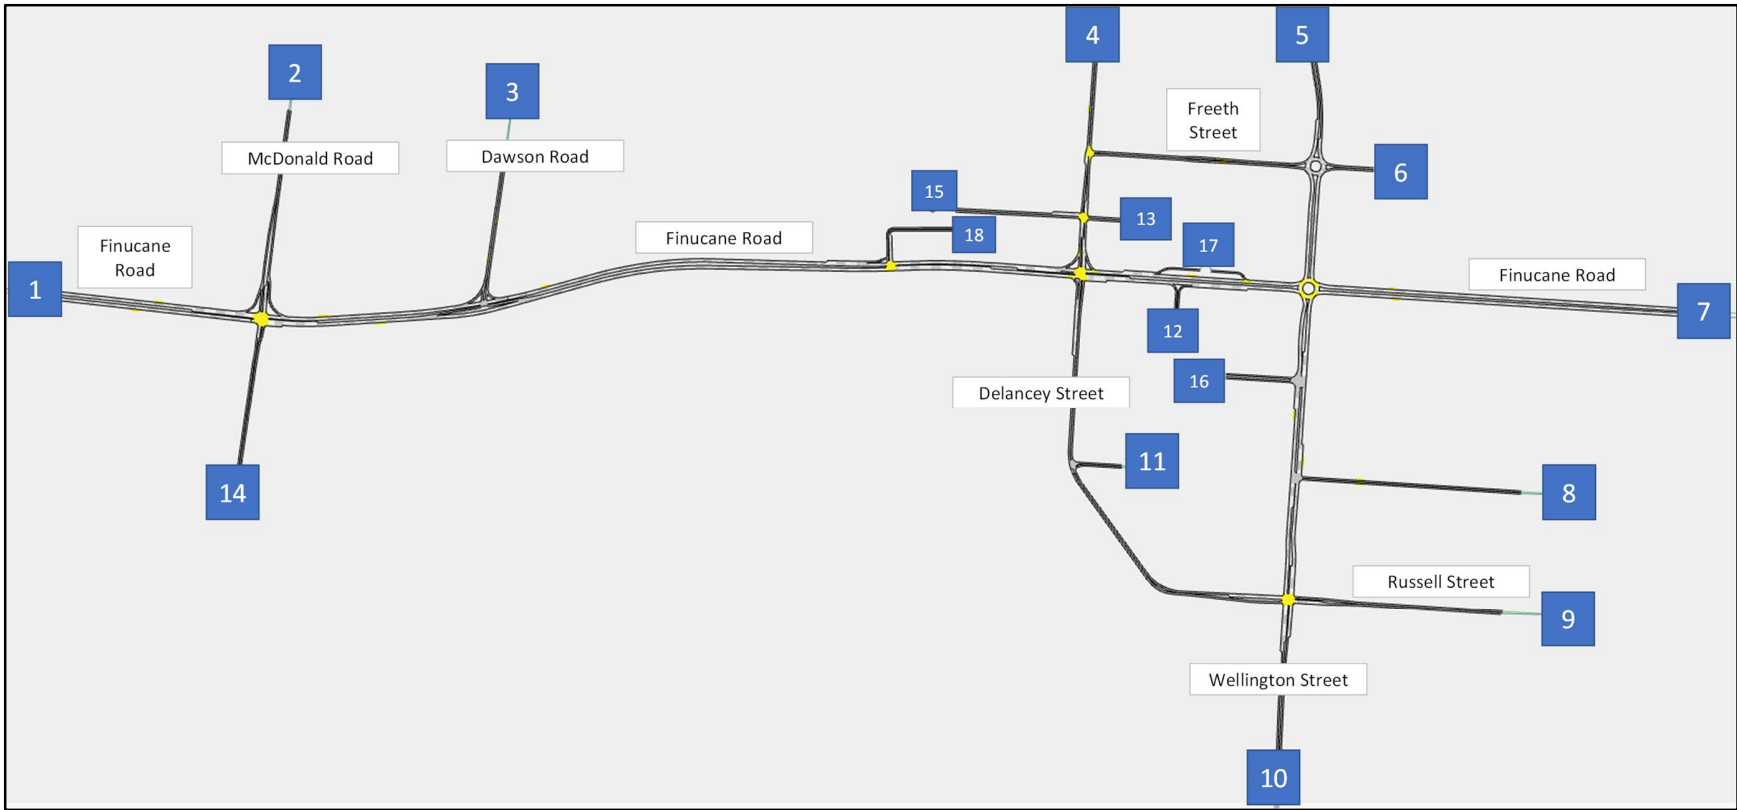 4
5
2
3
Freeth
Street
McDonald Road
Dawson Road
6
15
13
18
17
Finucane
Road
Finucane Road
Finucane Road
1
7
12
16
Delancey Street
11
14
8
Russell Street
9
Wellington Street
10